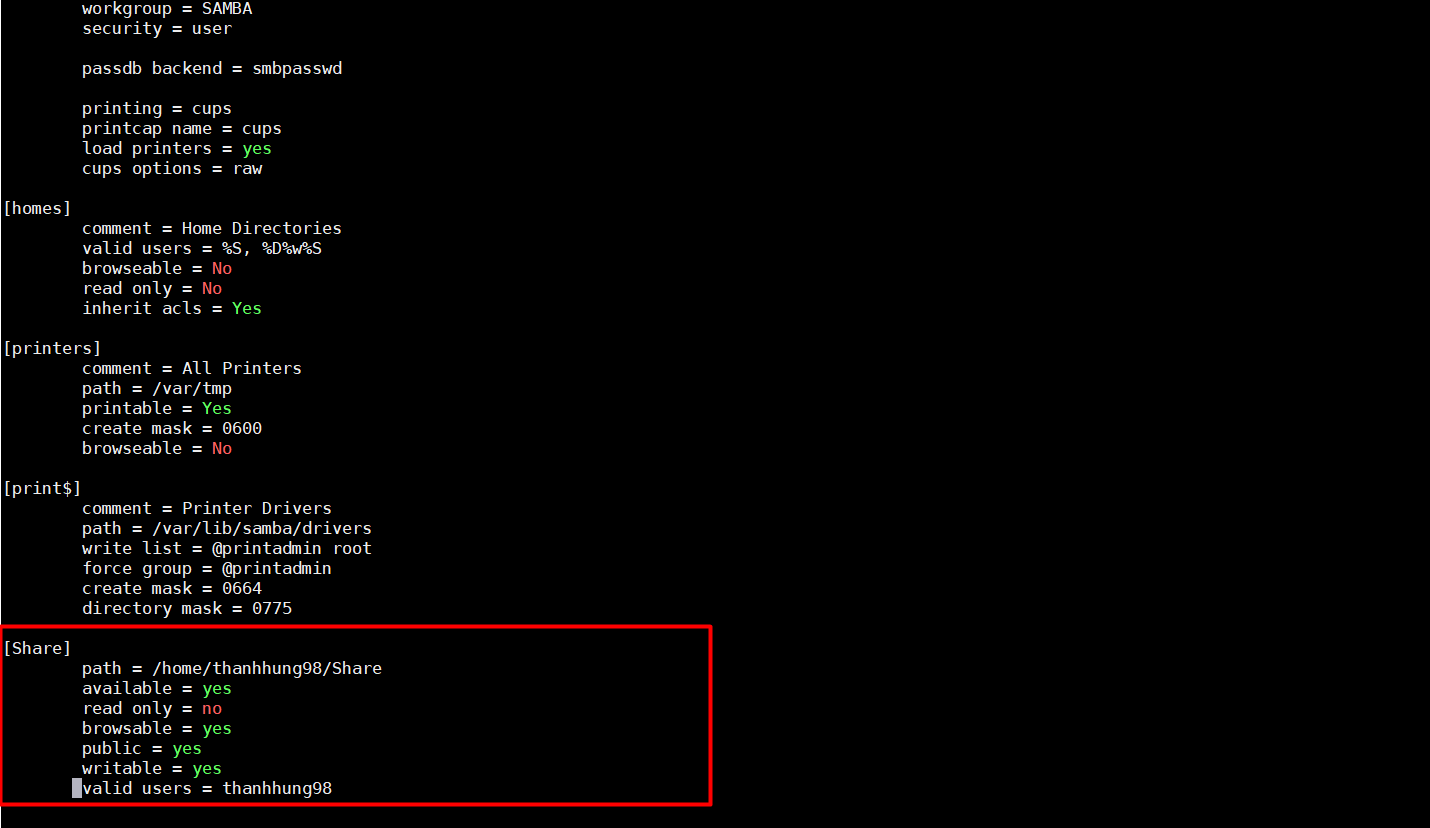 workgroup = SAMBA
security = user
passdb backend = smbpasswd
printing = cups
printcap name = cups
load printers = yes
cups options = raw
[homes]
comment = Home Directories
valid users = %S, %D%w%S
browseable = No
read only = No
inherit acls = Yes
[printers]
comment = All Printers
path = /var/tmp
printable = Yes
create mask = 0600
browseable = No
[print$]
comment = Printer Drivers
path = /var/lib/samba/drivers
write list = @printadmin root
force group = @printadmin
create mask = 0664
directory mask = 0775
[Share]
path = /home/thanhhung98/Share
available = yes
read only = no
browsable = yes
public = yes
writable = yes
valid users = thanhhung98